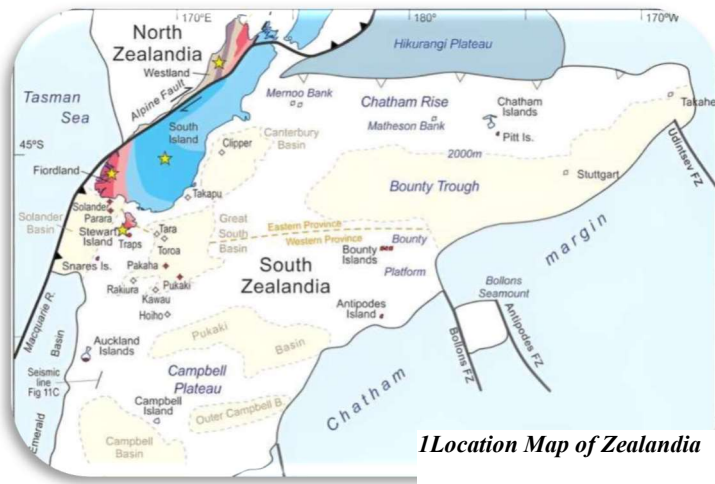 170°E
180°
170°W
North
Zealandia
Westland
Hikurangi Plateau
Tasman
Sea
Alpine Fault
Mernoo Bank
Chatham Rise
Chatham
Islands
Takahe
Matheson Bank
Pitt Is.
South
Island
Clipper
Canterbury
Basin
45°S
2000m
Udintsev FZ
Fiordland
Stuttgart
Bounty Trough
Takapu
Solander
Basin
Solander
Parara
Stewart
Island
Traps
Tara
Toroa
Great
South
Basin
Eastern Province
Western Province
Bounty
Islands
Bounty
Platform
margin
Snares Is.
Pakaha
South
Zealandia
Rakiura
Pukaki
Kawau
Hoiho
Antipodes
Island
Bollons
Seamount
Macquarie R.
Bollons FZ
Antipodes FZ
Auckland
Islands
Pukaki
Basin
Basin
Seismic
line
Fig 11C
Campbell
Plateau
Chatham
Campbell
Island
Outer Campbell B.
Emerald
Campbell
Basin
1Location Map of Zealandia